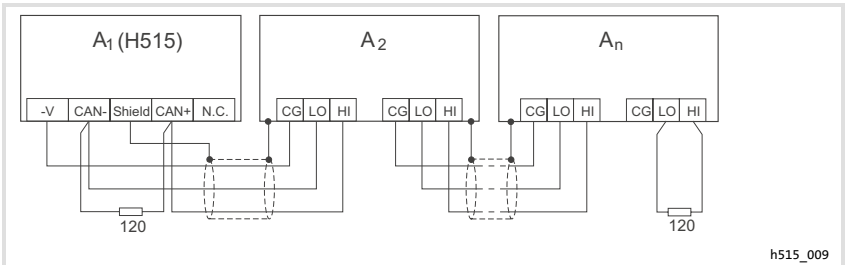 A1 (H515) A2 An
-V CAN- Shield CAN+ N.C. CG LO HI CG LO HI CG LO HI CG LO HI
120 120
h515_009